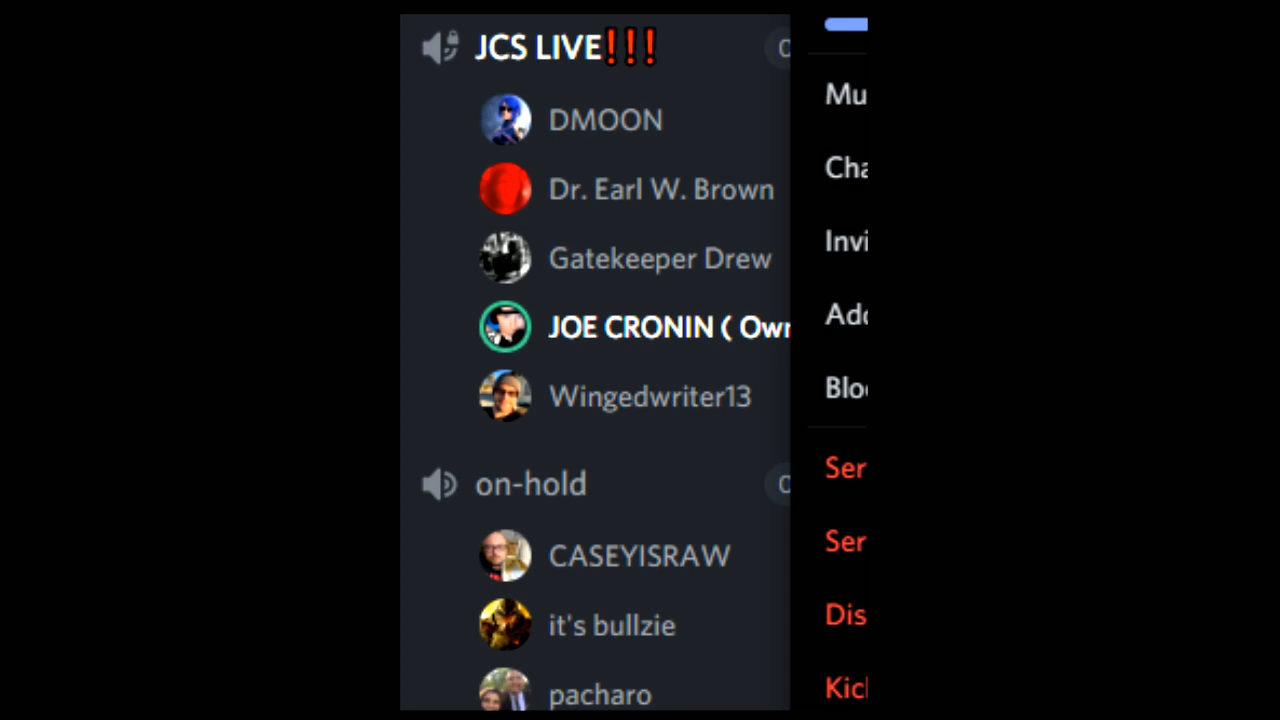 JCS LIVE❗❗❗
DMOON
Dr. Earl W. Brown
Gatekeeper Drew
JOE CRONIN ( Own
Wingedwriter13
on-hold
CASEYISRAW
it's bullzie
pacharo
Mu
Cha
Invi
Add
Bloc
Ser
Ser
Dis
Kick